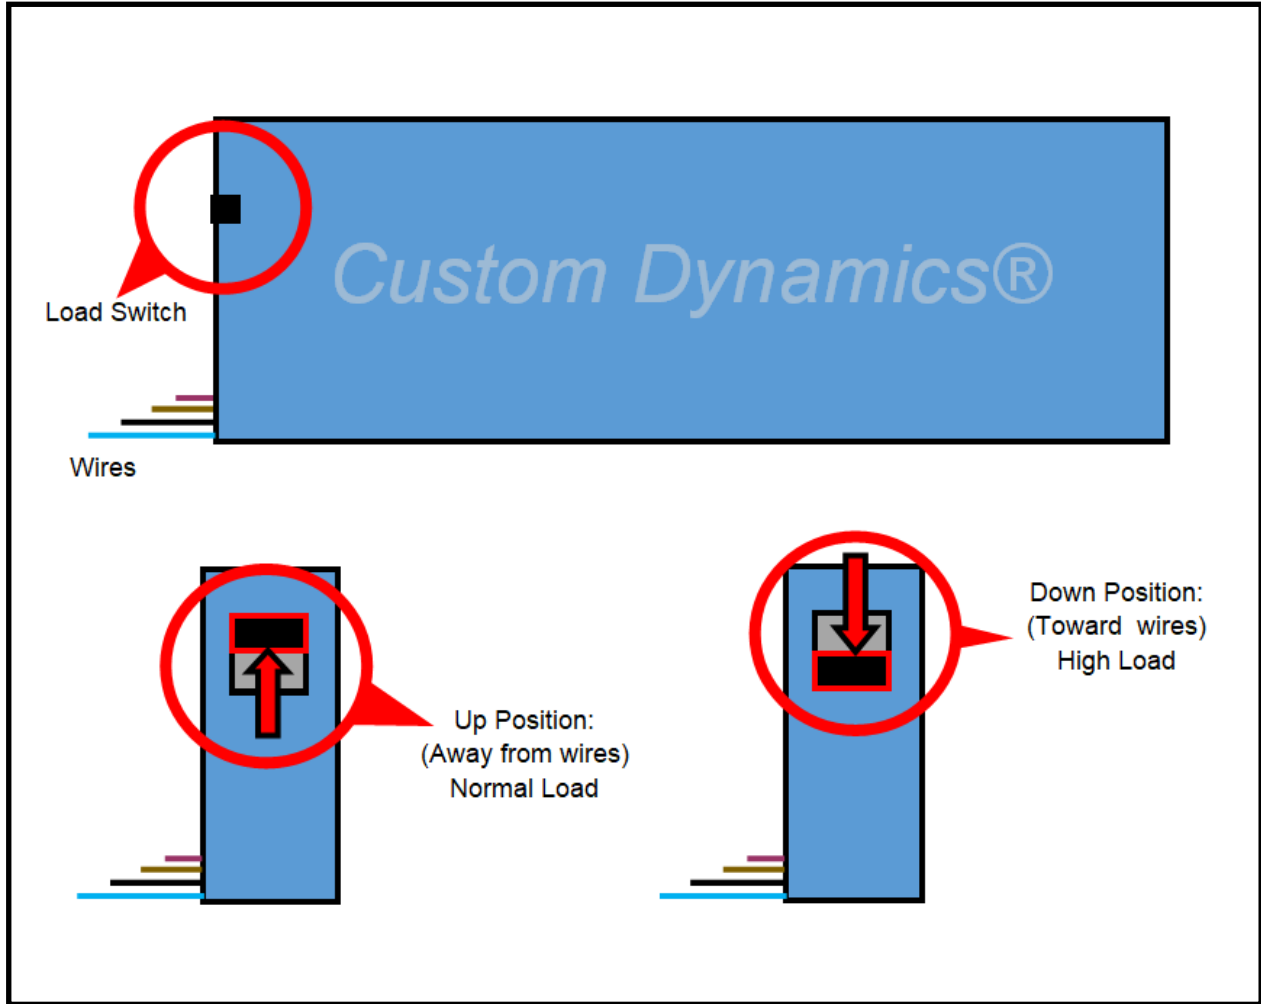 Custom Dynamics®
Load Switch
Wires
Down Position:
(Toward wires)
High Load
Up Position:
(Away from wires)
Normal Load